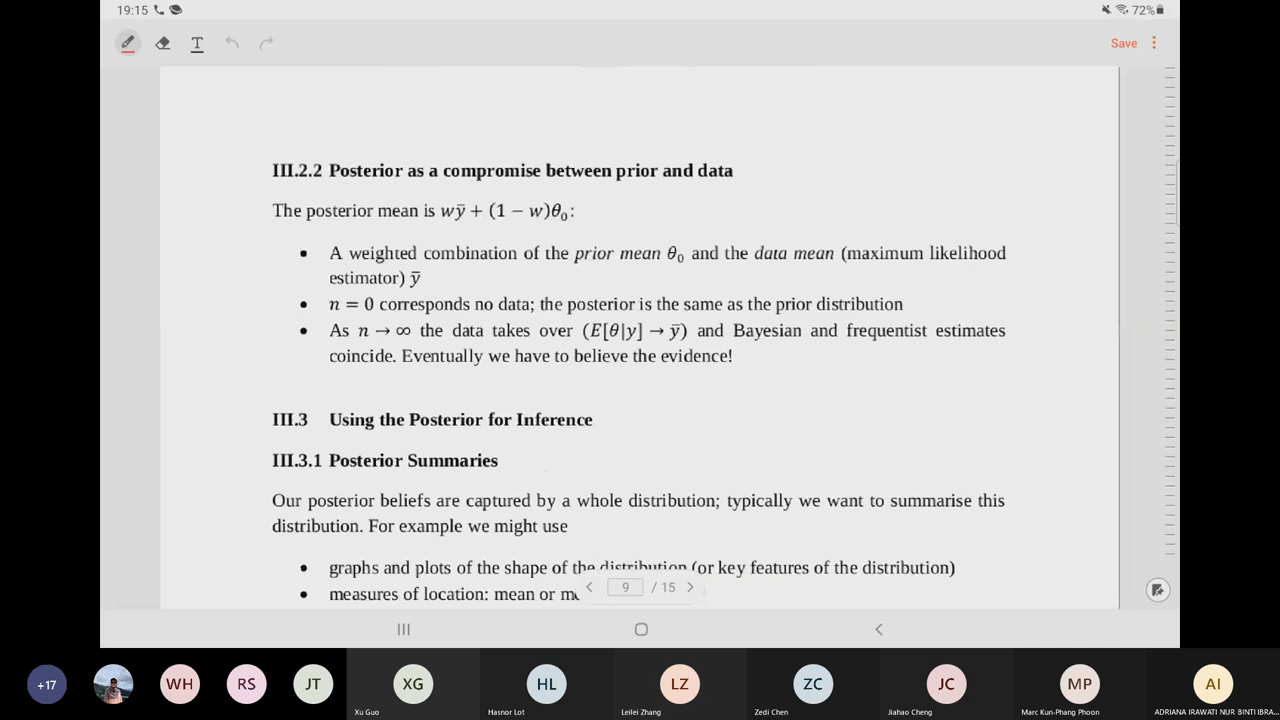 19:15
72%
T
Save
III.2.2 Posterior as a compromise between prior and data
The posterior mean is wȳ + (1 − w)θ₀:
• A weighted combination of the prior mean θ₀ and the data mean (maximum likelihood
estimator) ȳ
• n = 0 corresponds no data; the posterior is the same as the prior distribution
• As n → ∞ the data takes over (E[θ|y] → ȳ) and Bayesian and frequentist estimates
coincide. Eventually we have to believe the evidence!
III.3 Using the Posterior for Inference
III.3.1 Posterior Summaries
Our posterior beliefs are captured by a whole distribution; typically we want to summarise this
distribution. For example we might use
• graphs and plots of the shape of the distribution (or key features of the distribution)
• measures of location: mean or
9 / 15
+17 WH RS JT XG HL LZ ZC JC MP AI
Xu Guo Hasnor Lot Leilei Zhang Zedi Chen Jiahao Cheng Marc Kun-Phang Phoon ADRIANA IRAWATI NUR BINTI IBRA...